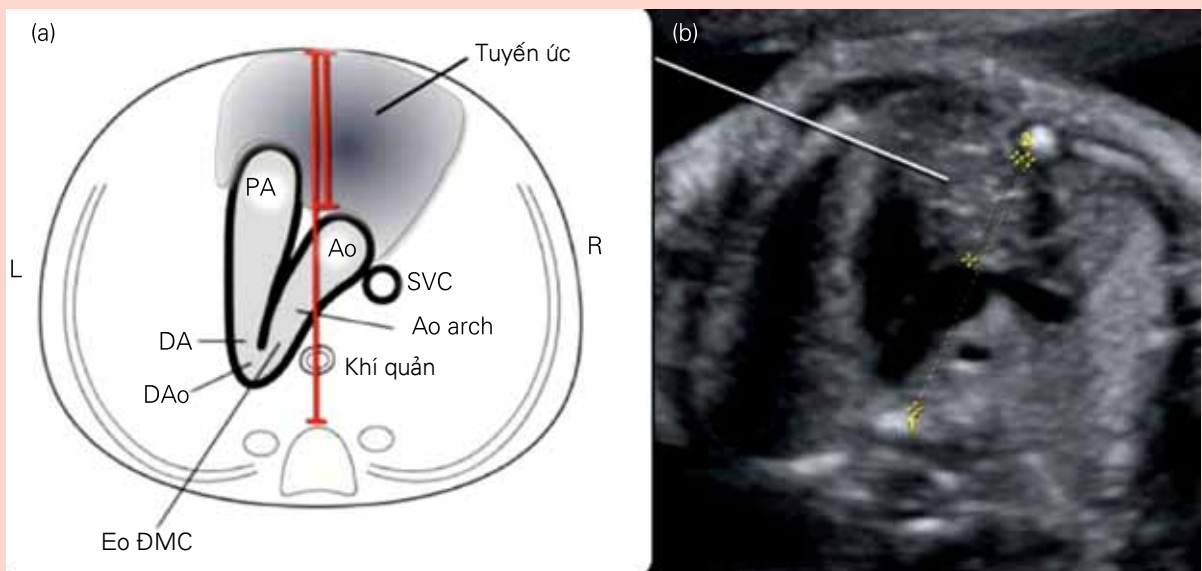 (a)
Tuyến ức
PA
Ao
L
R
SVC
DA
Ao arch
Khí quản
DAo
Eo ĐMC
(b)